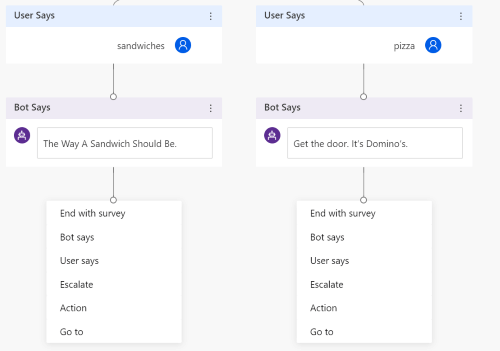 User Says
sandwiches
Bot Says
The Way A Sandwich Should Be.
End with survey
Bot says
User says
Escalate
Action
Go to
User Says
pizza
Bot Says
Get the door. It's Domino's.
End with survey
Bot says
User says
Escalate
Action
Go to